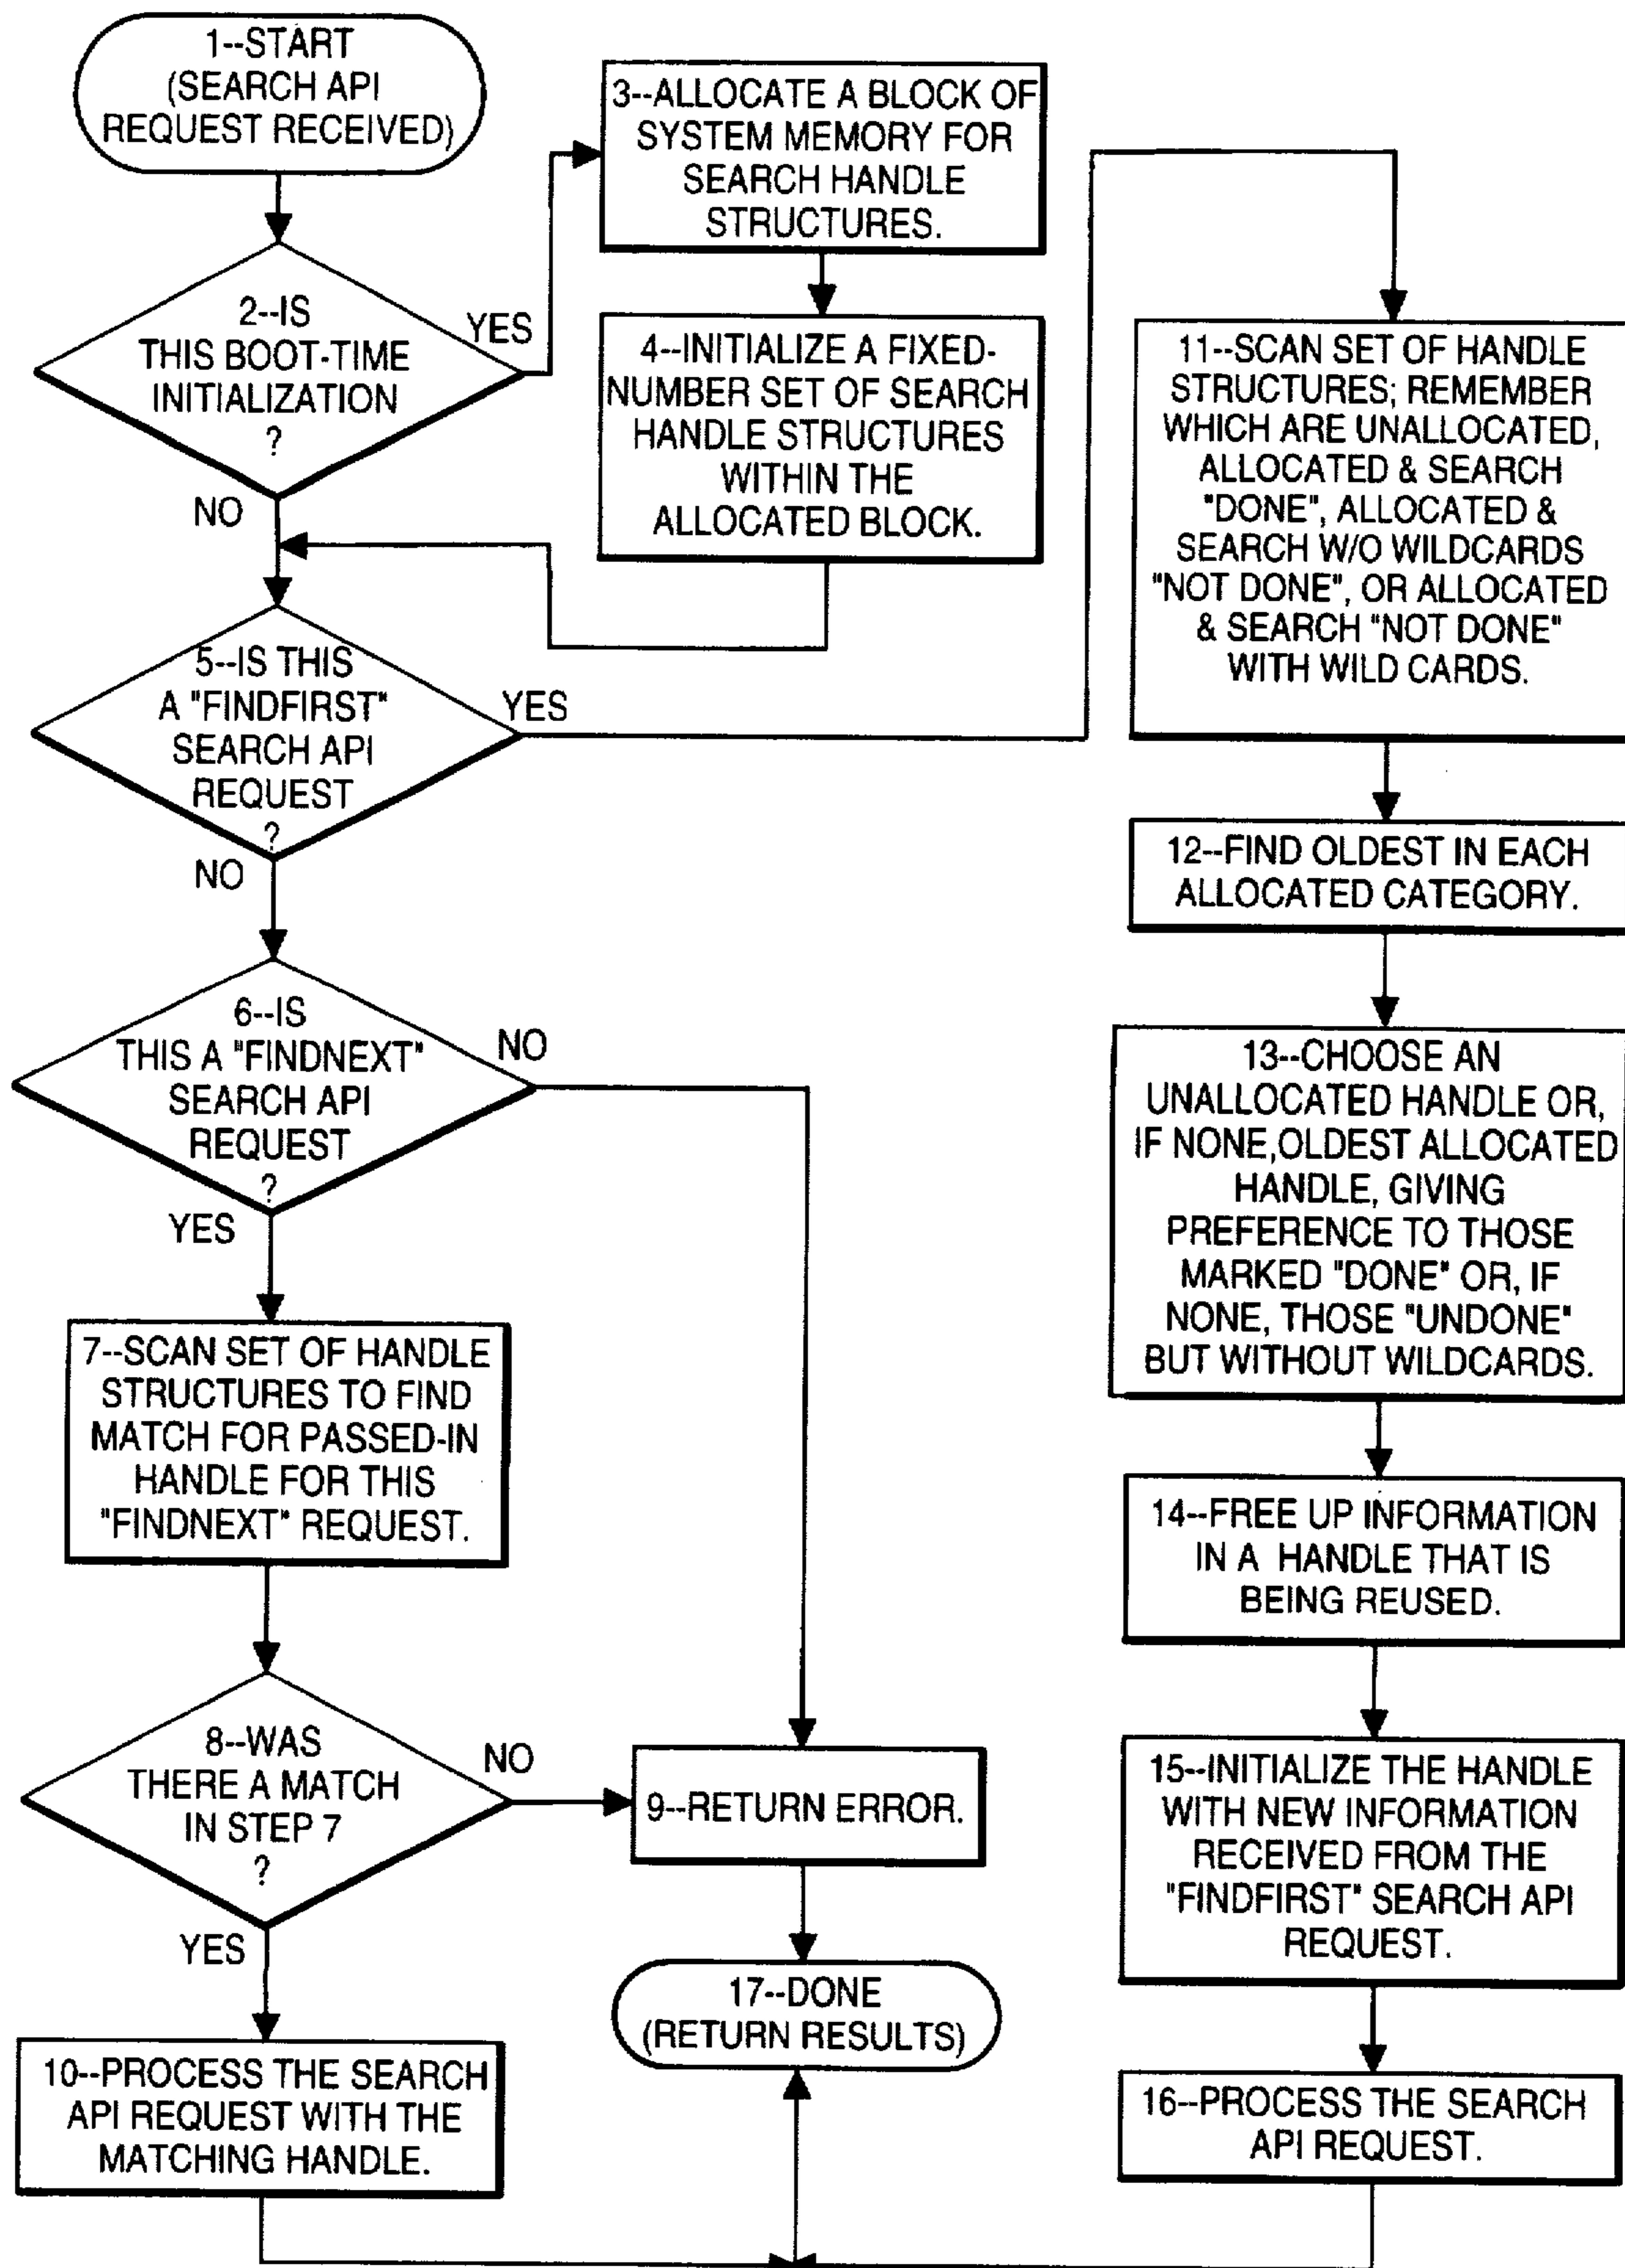 1--START
(SEARCH API
REQUEST RECEIVED)
2--IS
THIS BOOT-TIME
INITIALIZATION
?
YES
NO
3--ALLOCATE A BLOCK OF
SYSTEM MEMORY FOR
SEARCH HANDLE
STRUCTURES.
4--INITIALIZE A FIXED-
NUMBER SET OF SEARCH
HANDLE STRUCTURES
WITHIN THE
ALLOCATED BLOCK.
5--IS THIS
A "FINDFIRST"
SEARCH API
REQUEST
?
YES
NO
6--IS
THIS A "FINDNEXT"
SEARCH API
REQUEST
?
NO
YES
7--SCAN SET OF HANDLE
STRUCTURES TO FIND
MATCH FOR PASSED-IN
HANDLE FOR THIS
"FINDNEXT" REQUEST.
8--WAS
THERE A MATCH
IN STEP 7
?
NO
YES
9--RETURN ERROR.
10--PROCESS THE SEARCH
API REQUEST WITH THE
MATCHING HANDLE.
11--SCAN SET OF HANDLE
STRUCTURES; REMEMBER
WHICH ARE UNALLOCATED,
ALLOCATED & SEARCH
"DONE", ALLOCATED &
SEARCH W/O WILDCARDS
"NOT DONE", OR ALLOCATED
& SEARCH "NOT DONE"
WITH WILD CARDS.
12--FIND OLDEST IN EACH
ALLOCATED CATEGORY.
13--CHOOSE AN
UNALLOCATED HANDLE OR,
IF NONE,OLDEST ALLOCATED
HANDLE, GIVING
PREFERENCE TO THOSE
MARKED "DONE" OR, IF
NONE, THOSE "UNDONE"
BUT WITHOUT WILDCARDS.
14--FREE UP INFORMATION
IN A HANDLE THAT IS
BEING REUSED.
15--INITIALIZE THE HANDLE
WITH NEW INFORMATION
RECEIVED FROM THE
"FINDFIRST" SEARCH API
REQUEST.
16--PROCESS THE SEARCH
API REQUEST.
17--DONE
(RETURN RESULTS)